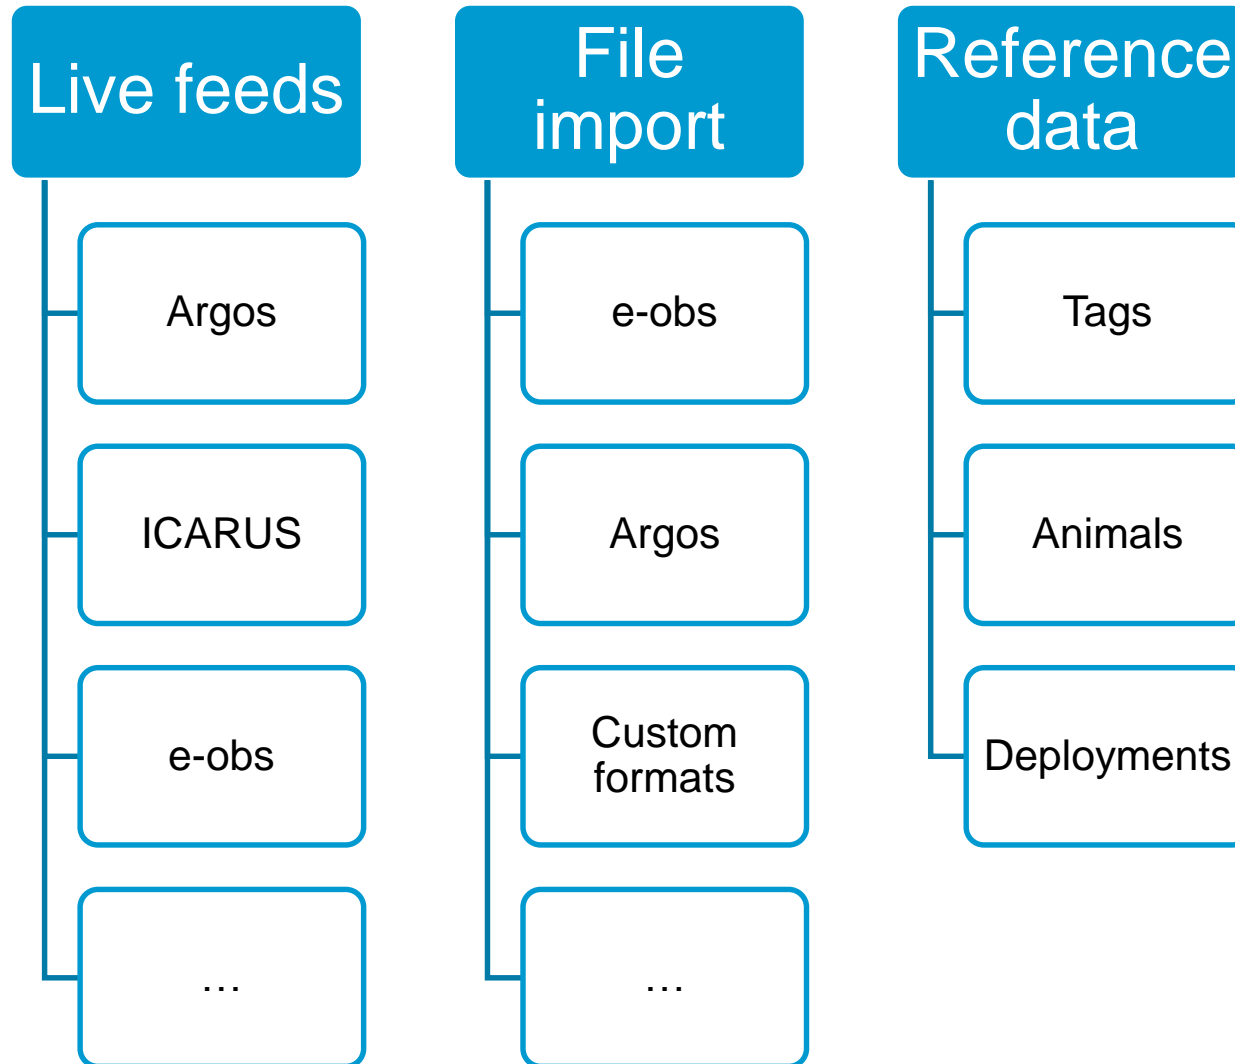 Live feeds
Argos
ICARUS
e-obs
…
File
import
e-obs
Argos
Custom
formats
…
Reference
data
Tags
Animals
Deployments